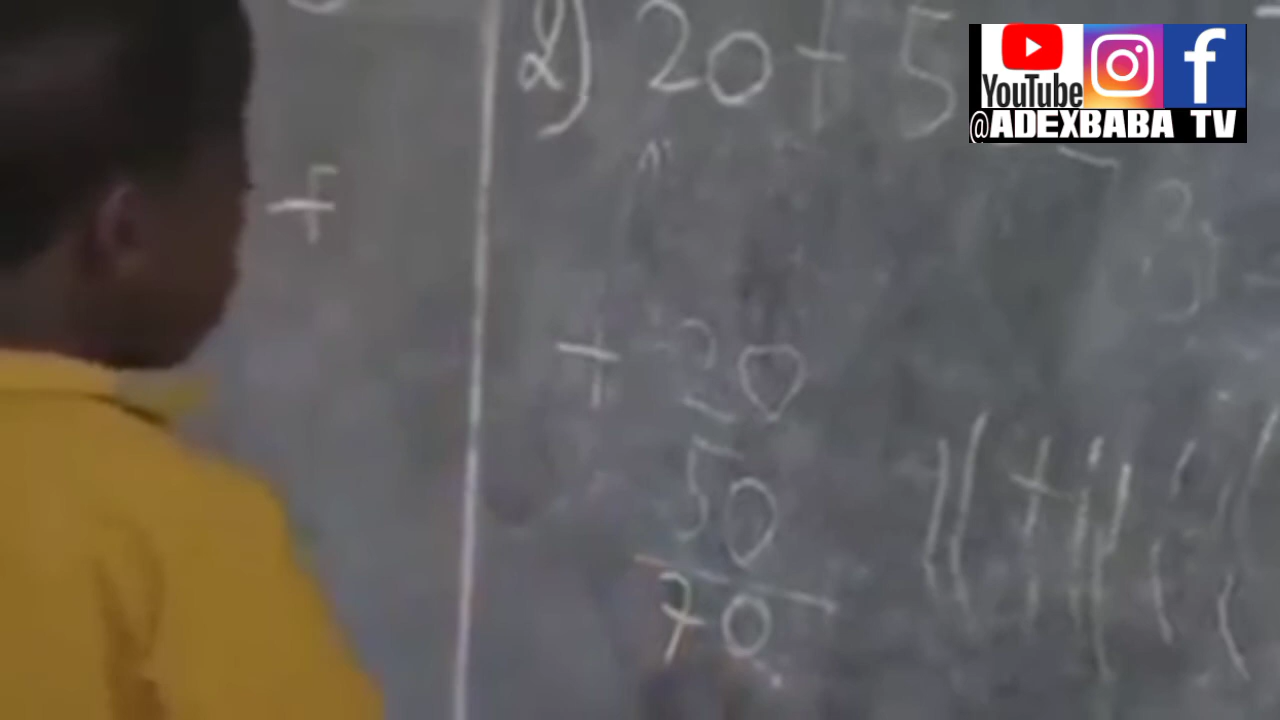 2) 20 + 5
YouTube
@ADEXBABA TV
+
+ 20
50
70
|| + ||